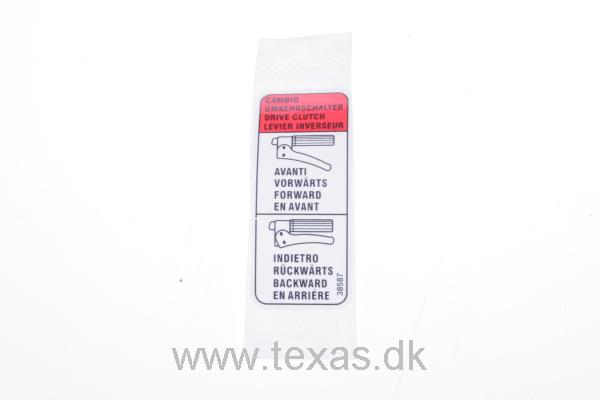 CAMBIO
UMKEHRSCHALTER
DRIVE CLUTCH
LEVIER INVERSEUR
AVANTI
VORWÄRTS
FORWARD
EN AVANT
INDIETRO
RÜCKWÄRTS
BACKWARD
EN ARRIÈRE
38587
www.texas.dk